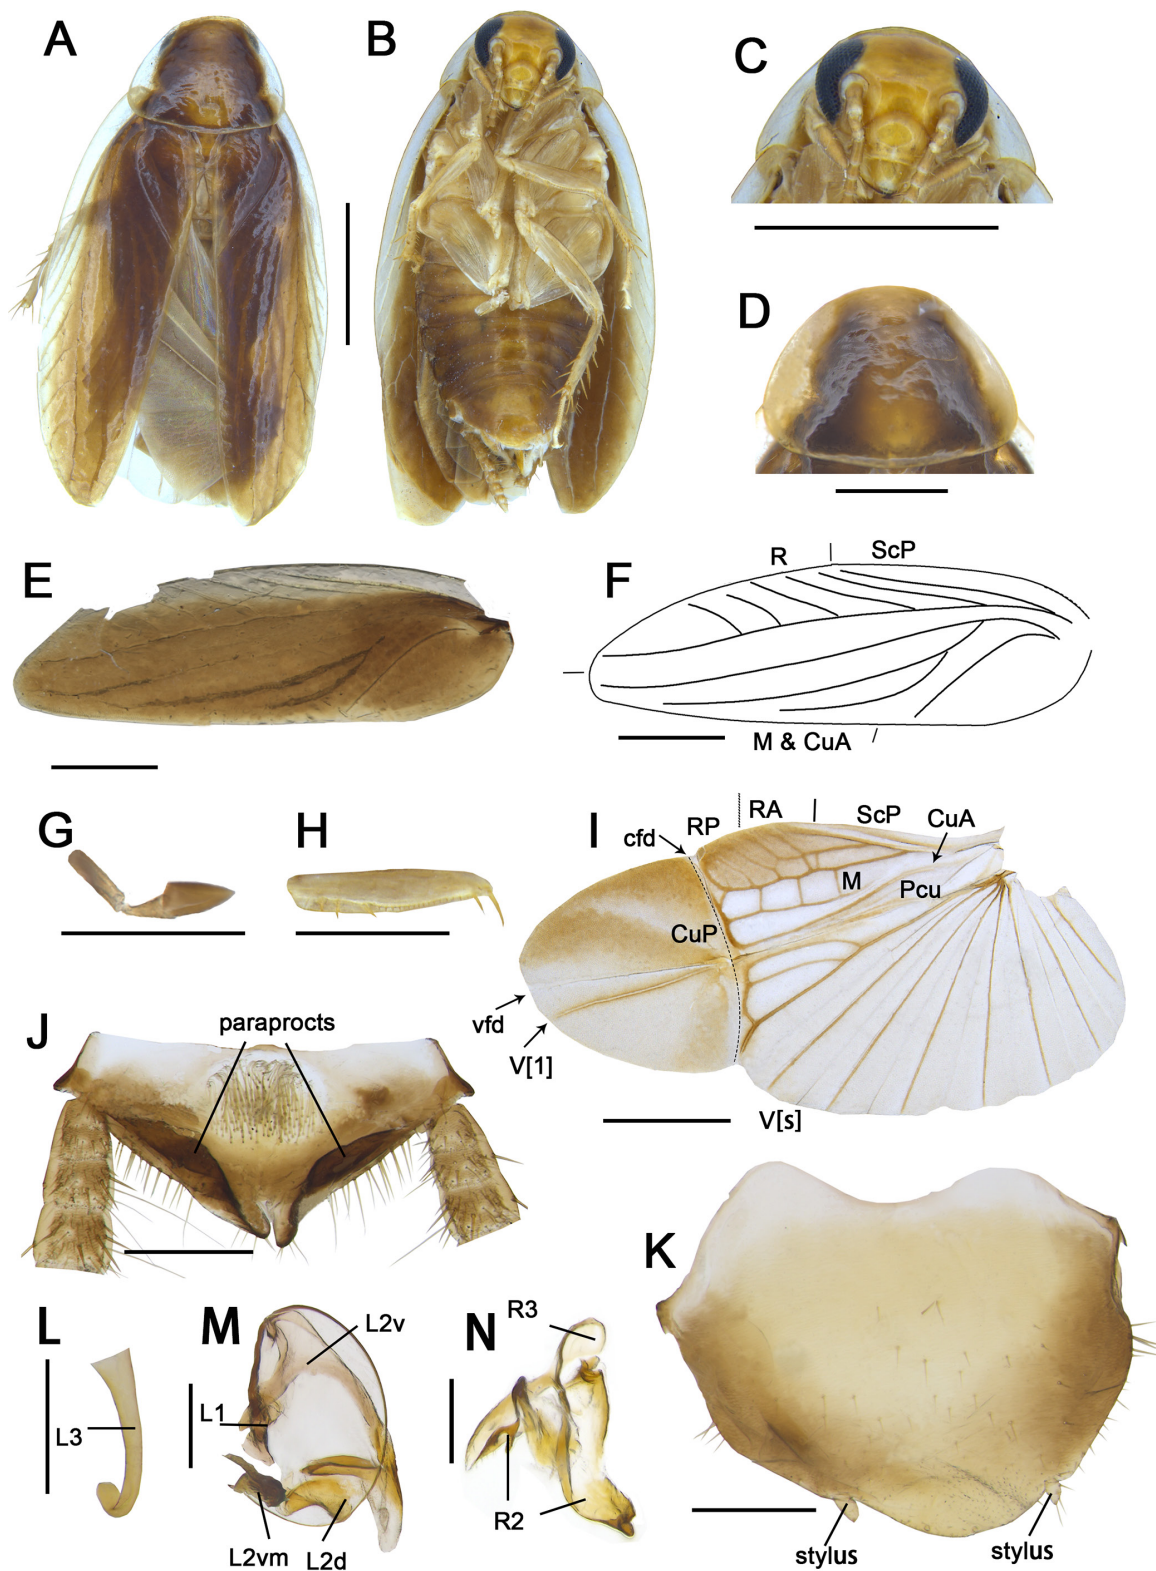 A
B
C
D
E
F
R
ScP
M & CuA
G
H
I
cfd
RP
RA
ScP
CuA
M
Pcu
CuP
vfd
V[1]
V[s]
J
paraprocts
K
stylus
stylus
L
L3
M
L2v
L1
L2vm
L2d
N
R3
R2